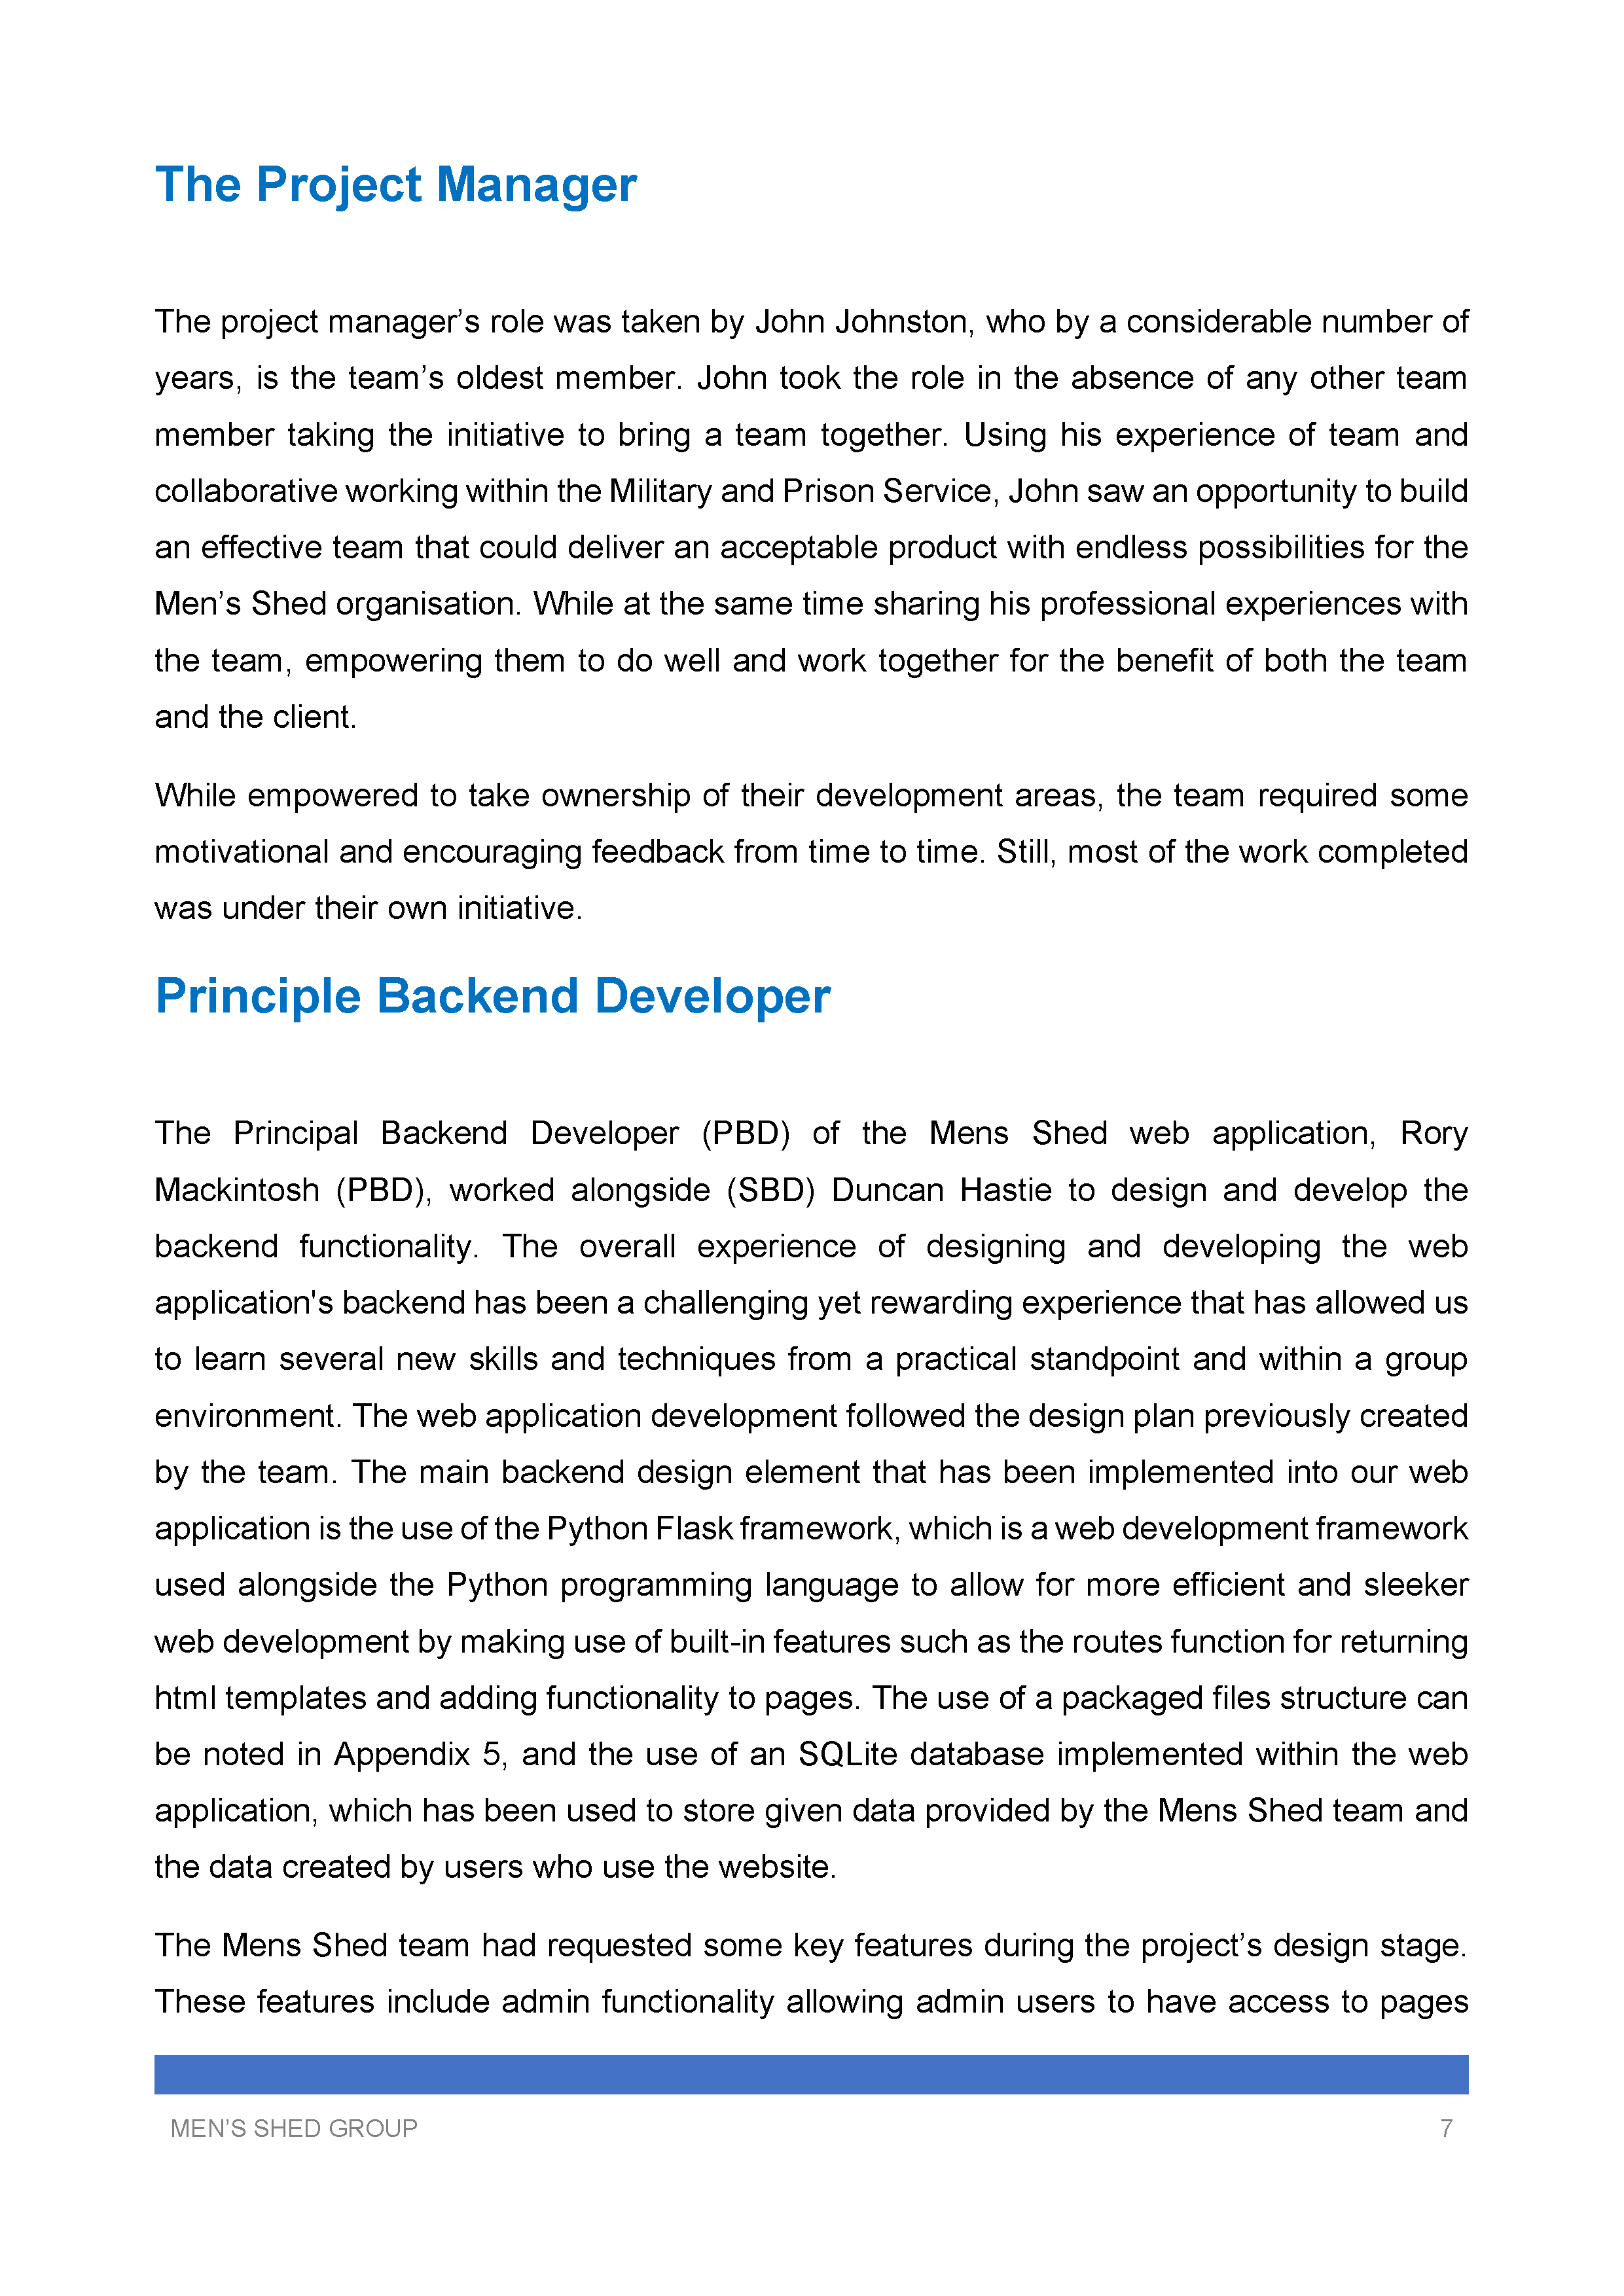 The Project Manager
The project manager’s role was taken by John Johnston, who by a considerable number of
years, is the team’s oldest member. John took the role in the absence of any other team
member taking the initiative to bring a team together. Using his experience of team and
collaborative working within the Military and Prison Service, John saw an opportunity to build
an effective team that could deliver an acceptable product with endless possibilities for the
Men’s Shed organisation. While at the same time sharing his professional experiences with
the team, empowering them to do well and work together for the benefit of both the team
and the client.
While empowered to take ownership of their development areas, the team required some
motivational and encouraging feedback from time to time. Still, most of the work completed
was under their own initiative.
Principle Backend Developer
The Principal Backend Developer (PBD) of the Mens Shed web application, Rory
Mackintosh (PBD), worked alongside (SBD) Duncan Hastie to design and develop the
backend functionality. The overall experience of designing and developing the web
application's backend has been a challenging yet rewarding experience that has allowed us
to learn several new skills and techniques from a practical standpoint and within a group
environment. The web application development followed the design plan previously created
by the team. The main backend design element that has been implemented into our web
application is the use of the Python Flask framework, which is a web development framework
used alongside the Python programming language to allow for more efficient and sleeker
web development by making use of built-in features such as the routes function for returning
html templates and adding functionality to pages. The use of a packaged files structure can
be noted in Appendix 5, and the use of an SQLite database implemented within the web
application, which has been used to store given data provided by the Mens Shed team and
the data created by users who use the website.
The Mens Shed team had requested some key features during the project’s design stage.
These features include admin functionality allowing admin users to have access to pages
MEN’S SHED GROUP 7